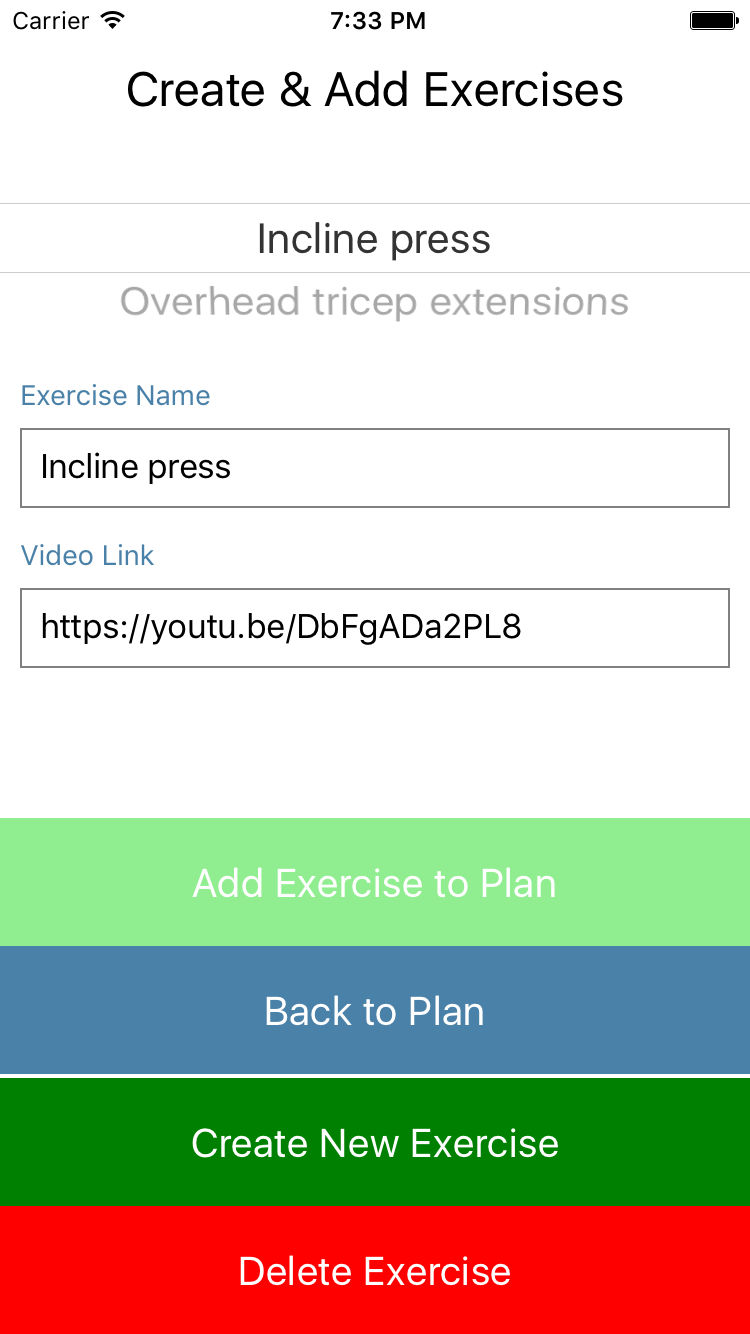 Carrier 7:33 PM
Create & Add Exercises
Incline press
Overhead tricep extensions
Exercise Name
Incline press
Video Link
https://youtu.be/DbFgADa2PL8
Add Exercise to Plan
Back to Plan
Create New Exercise
Delete Exercise